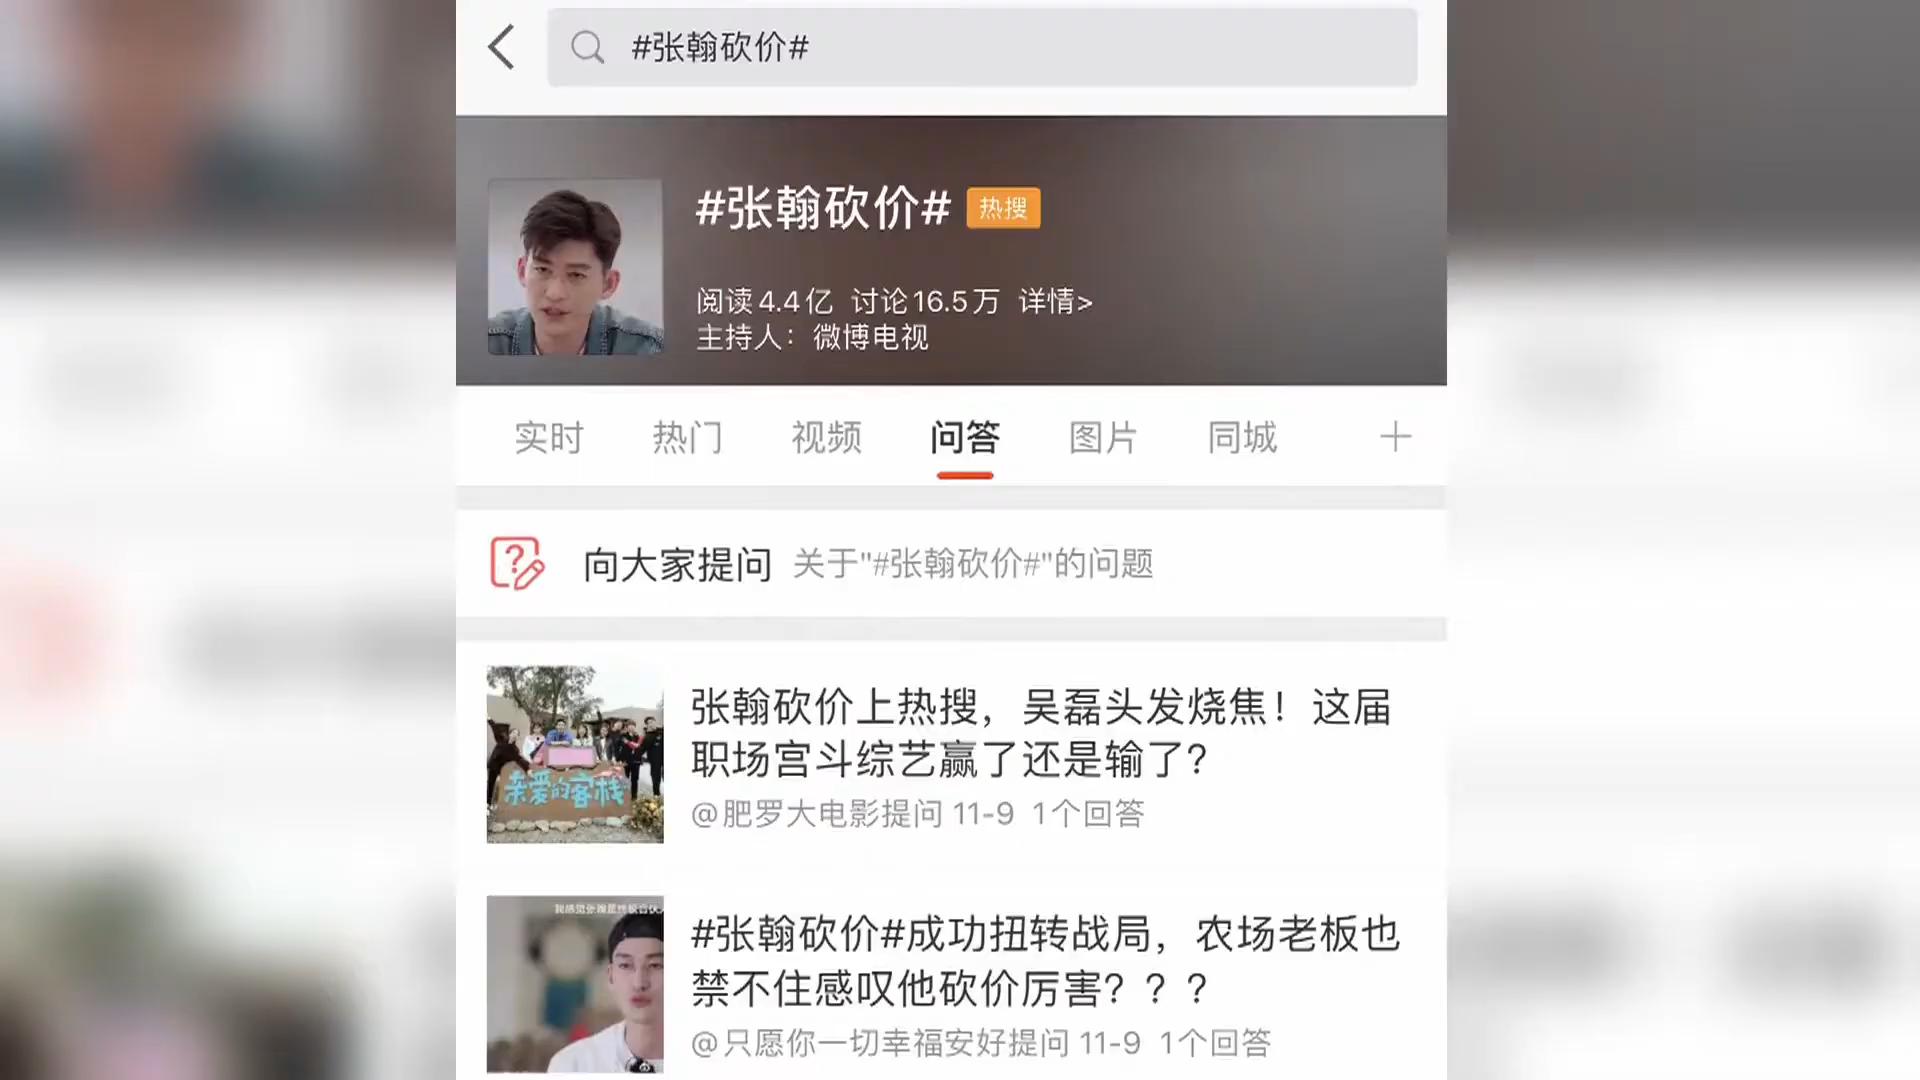 #张翰砍价#
#张翰砍价# 热搜
阅读4.4亿 讨论16.5万 详情>
主持人：微博电视
实时 热门 视频 问答 图片 同城
向大家提问 关于"#张翰砍价#"的问题
张翰砍价上热搜，吴磊头发烧焦！这届
职场宫斗综艺赢了还是输了？
@肥罗大电影提问 11-9 1个回答
亲爱的客栈
#张翰砍价#成功扭转战局，农场老板也
禁不住感叹他砍价厉害？？？
@只愿你一切幸福安好提问 11-9 1个回答